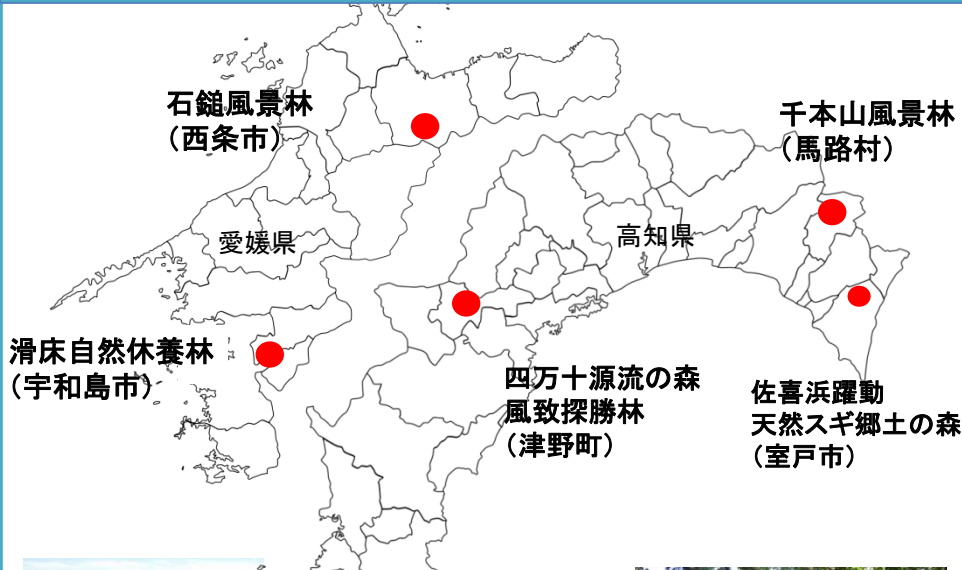 石鎚風景林
（西条市）
千本山風景林
（馬路村）
愛媛県
高知県
滑床自然休養林
（宇和島市）
四万十源流の森
風致探勝林
（津野町）
佐喜浜躍動
天然スギ郷土の森
（室戸市）